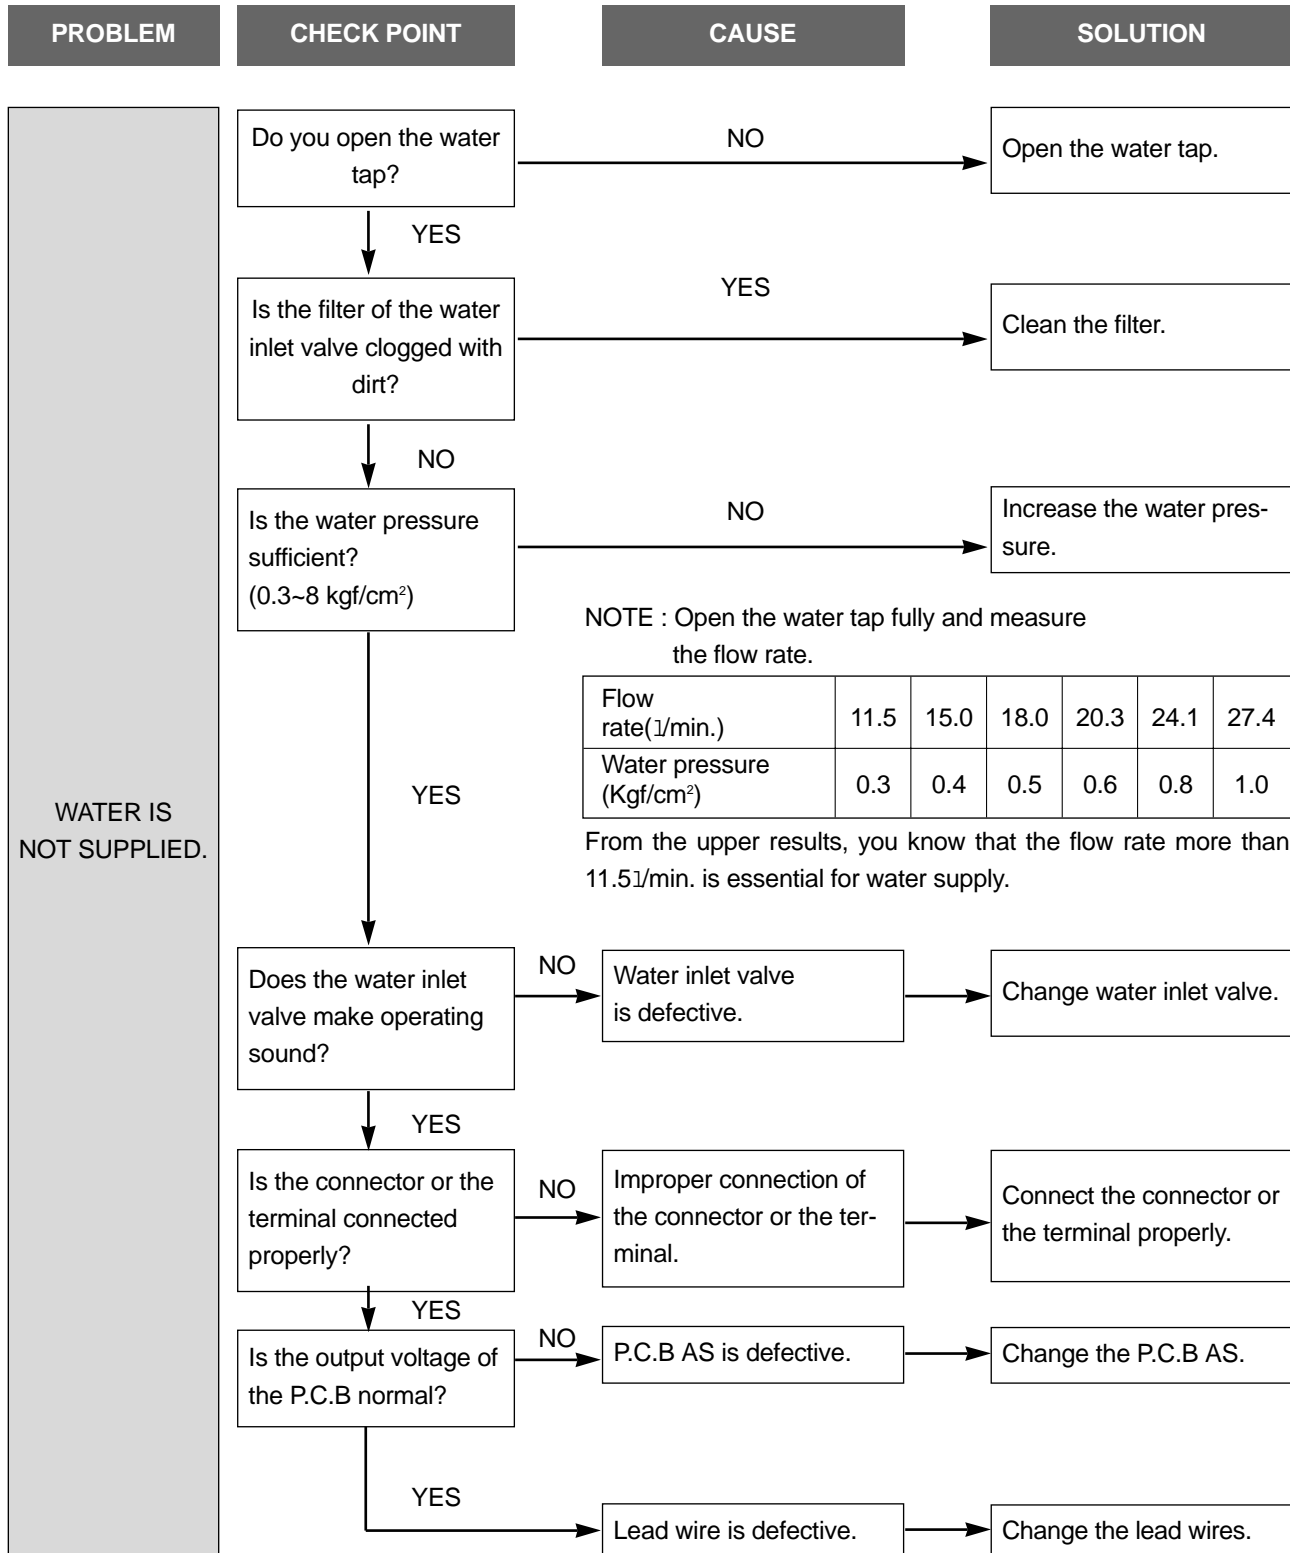 PROBLEM
CHECK POINT
CAUSE
SOLUTION
WATER IS
NOT SUPPLIED.
Do you open the water
tap?
NO
Open the water tap.
YES
Is the filter of the water
inlet valve clogged with
dirt?
YES
Clean the filter.
NO
Is the water pressure
sufficient?
(0.3~8 kgf/cm²)
NO
Increase the water pres-
sure.
NOTE : Open the water tap fully and measure
the flow rate.
Flow
rate(l/min.)
11.5
15.0
18.0
20.3
24.1
27.4
Water pressure
(Kgf/cm²)
0.3
0.4
0.5
0.6
0.8
1.0
From the upper results, you know that the flow rate more than
11.5l/min. is essential for water supply.
YES
Does the water inlet
valve make operating
sound?
NO
Water inlet valve
is defective.
Change water inlet valve.
YES
Is the connector or the
terminal connected
properly?
NO
Improper connection of
the connector or the ter-
minal.
Connect the connector or
the terminal properly.
YES
Is the output voltage of
the P.C.B normal?
NO
P.C.B AS is defective.
Change the P.C.B AS.
YES
Lead wire is defective.
Change the lead wires.